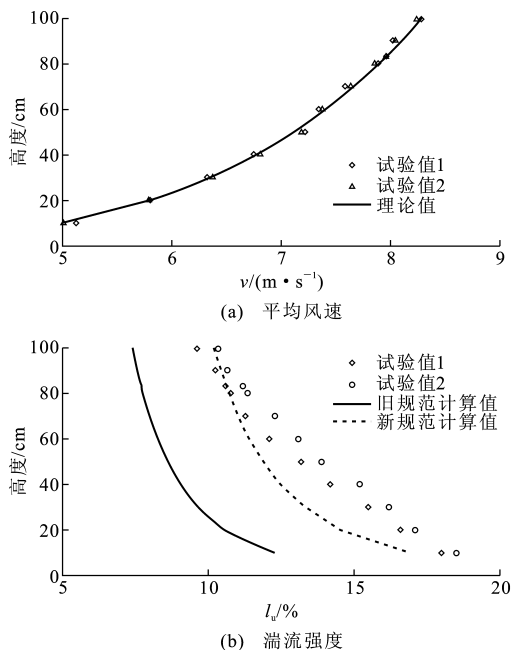 100
80
60
40
20
0
高度/cm
试验值1
试验值2
理论值
5 6 7 8 9
v/(m·s⁻¹)
(a) 平均风速
100
80
60
40
20
0
高度/cm
试验值1
试验值2
旧规范计算值
新规范计算值
5 10 15 20
Iᵤ/%
(b) 湍流强度